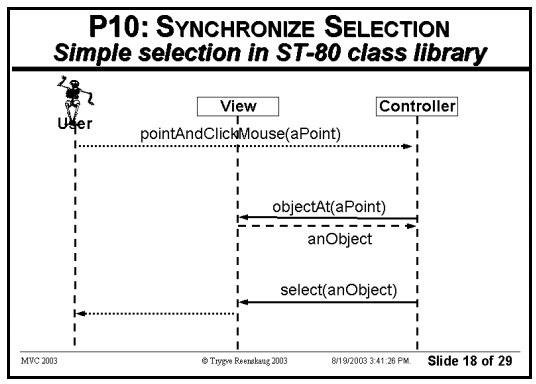 P10: SYNCHRONIZE SELECTION
Simple selection in ST-80 class library
User
View
Controller
pointAndClickMouse(aPoint)
objectAt(aPoint)
anObject
select(anObject)
MVC 2003
© Trygve Reenskaug 2003
8/19/2003 3:41:26 PM.
Slide 18 of 29